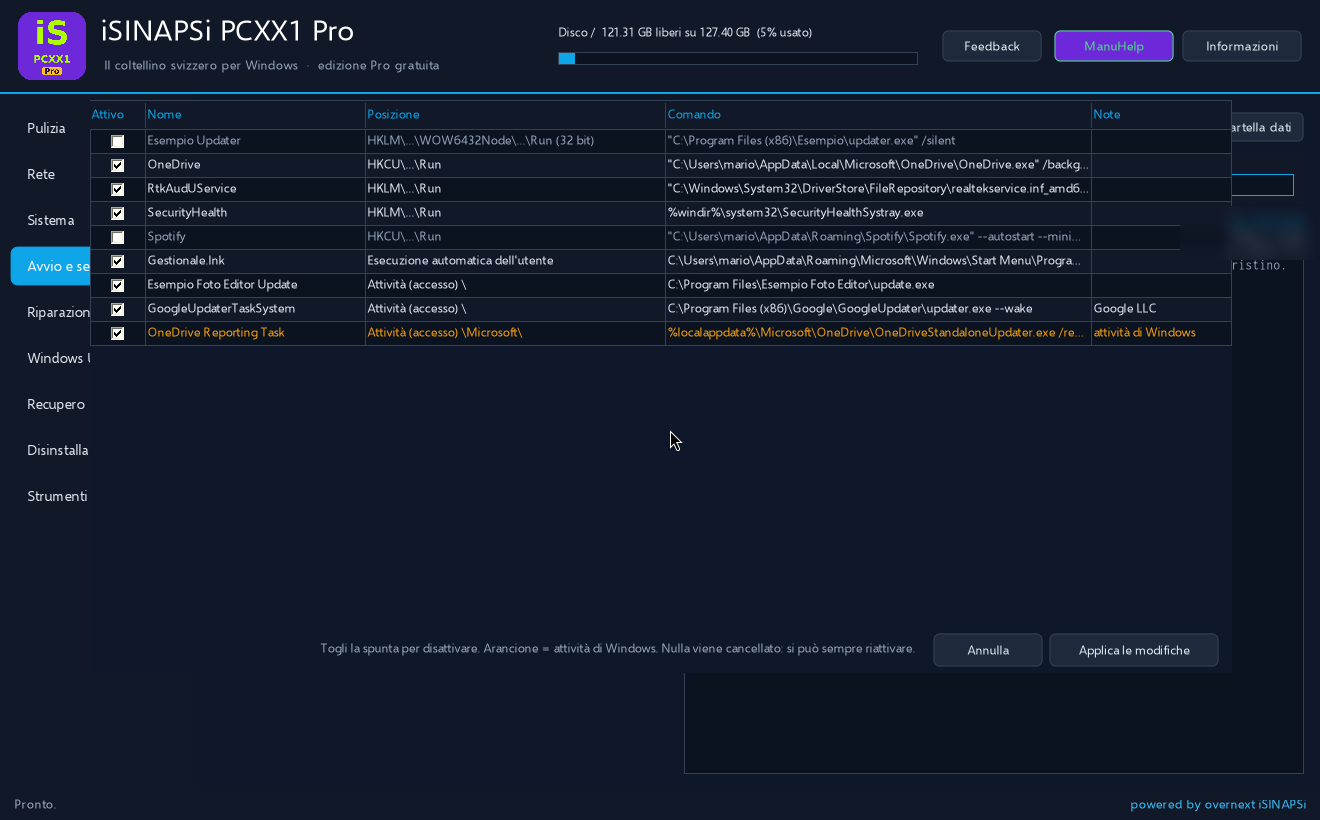 iS
PCXX1
Pro
iSINAPSi PCXX1 Pro
Il coltellino svizzero per Windows · edizione Pro gratuita
Disco / 121.31 GB liberi su 127.40 GB (5% usato)
Feedback
ManuHelp
Informazioni
Pulizia
Rete
Sistema
Avvio e se
Riparazion
Windows U
Recupero
Disinstalla
Strumenti
artella dati
ristino.
Attivo Nome Posizione Comando Note
Esempio Updater HKLM\...\WOW6432Node\...\Run (32 bit) "C:\Program Files (x86)\Esempio\updater.exe" /silent
OneDrive HKCU\...\Run "C:\Users\mario\AppData\Local\Microsoft\OneDrive\OneDrive.exe" /backg...
RtkAudUService HKLM\...\Run "C:\Windows\System32\DriverStore\FileRepository\realtekservice.inf_amd6...
SecurityHealth HKLM\...\Run %windir%\system32\SecurityHealthSystray.exe
Spotify HKCU\...\Run "C:\Users\mario\AppData\Roaming\Spotify\Spotify.exe" --autostart --mini...
Gestionale.lnk Esecuzione automatica dell'utente C:\Users\mario\AppData\Roaming\Microsoft\Windows\Start Menu\Progra...
Esempio Foto Editor Update Attività (accesso) \ C:\Program Files\Esempio Foto Editor\update.exe
GoogleUpdaterTaskSystem Attività (accesso) \ C:\Program Files (x86)\Google\GoogleUpdater\updater.exe --wake Google LLC
OneDrive Reporting Task Attività (accesso) \Microsoft\ %localappdata%\Microsoft\OneDrive\OneDriveStandaloneUpdater.exe /re... attività di Windows
Togli la spunta per disattivare. Arancione = attività di Windows. Nulla viene cancellato: si può sempre riattivare.
Annulla
Applica le modifiche
Pronto.
powered by overnext iSINAPSi